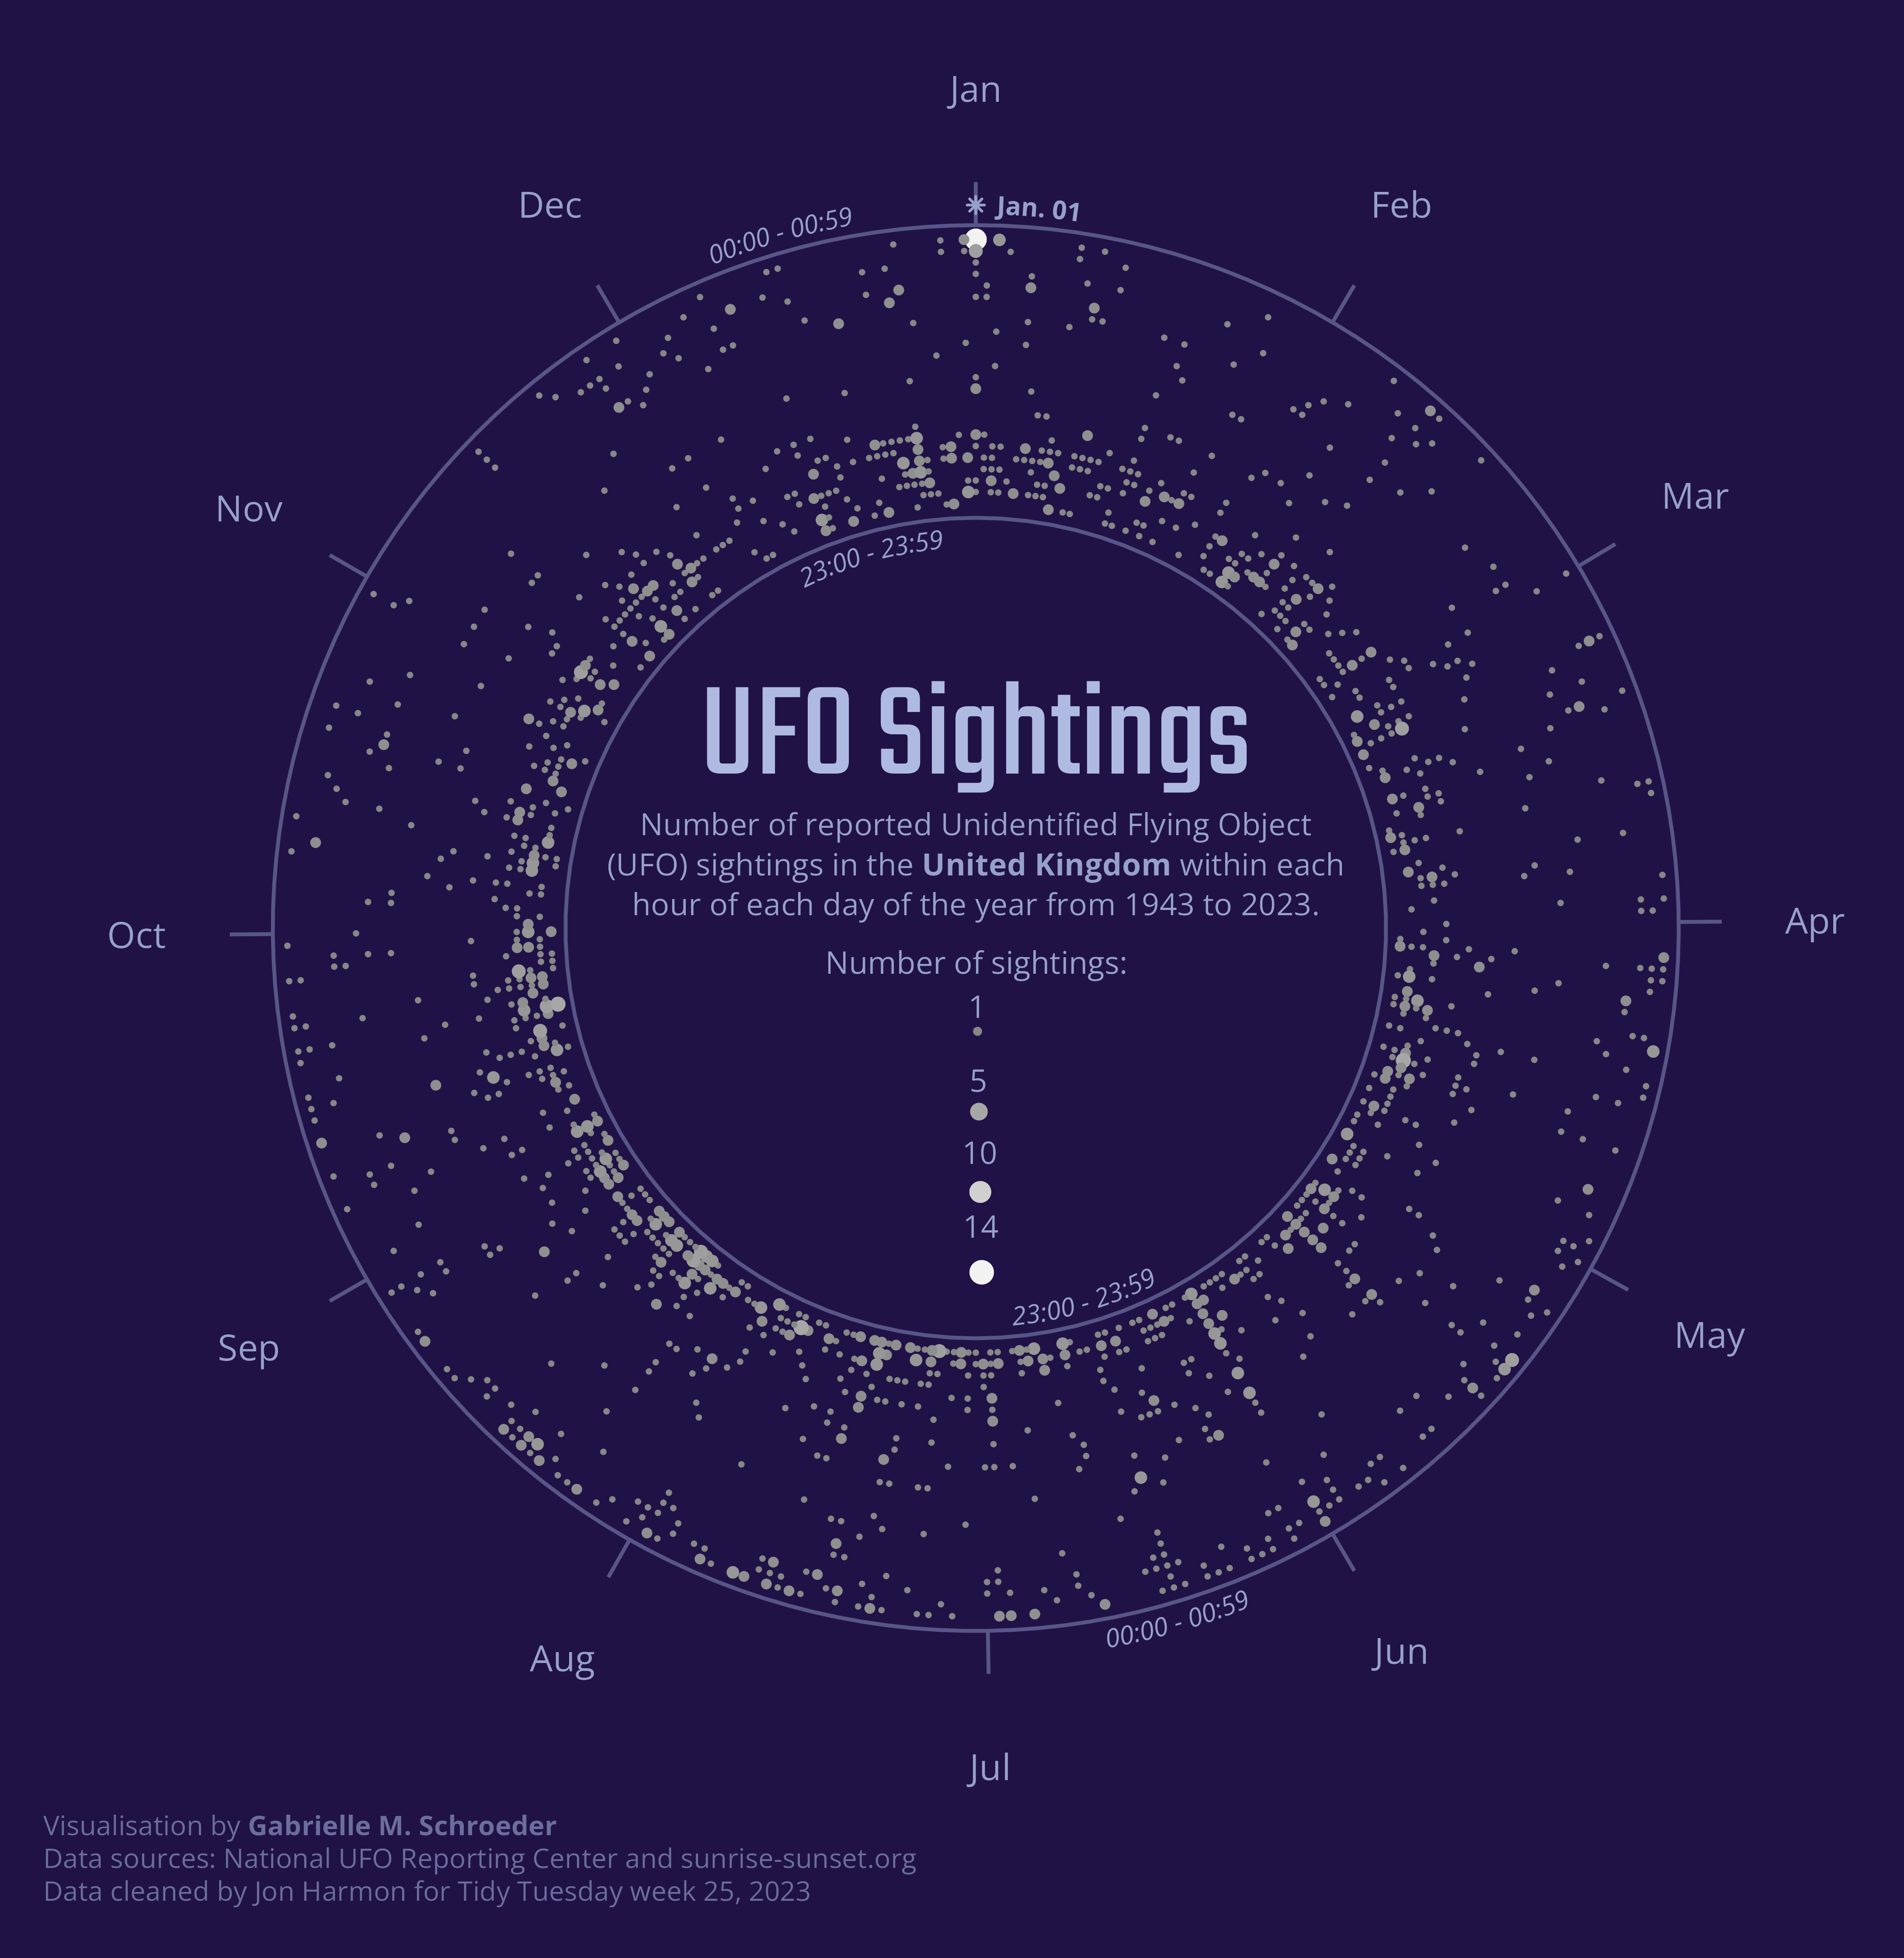 Jan
Dec
Feb
✷ Jan. 01
00:00 - 00:59
Nov
Mar
23:00 - 23:59
UFO Sightings
Number of reported Unidentified Flying Object
(UFO) sightings in the United Kingdom within each
hour of each day of the year from 1943 to 2023.
Oct
Apr
Number of sightings:
1
5
10
14
23:00 - 23:59
Sep
May
00:00 - 00:59
Aug
Jun
Jul
Visualisation by Gabrielle M. Schroeder
Data sources: National UFO Reporting Center and sunrise-sunset.org
Data cleaned by Jon Harmon for Tidy Tuesday week 25, 2023